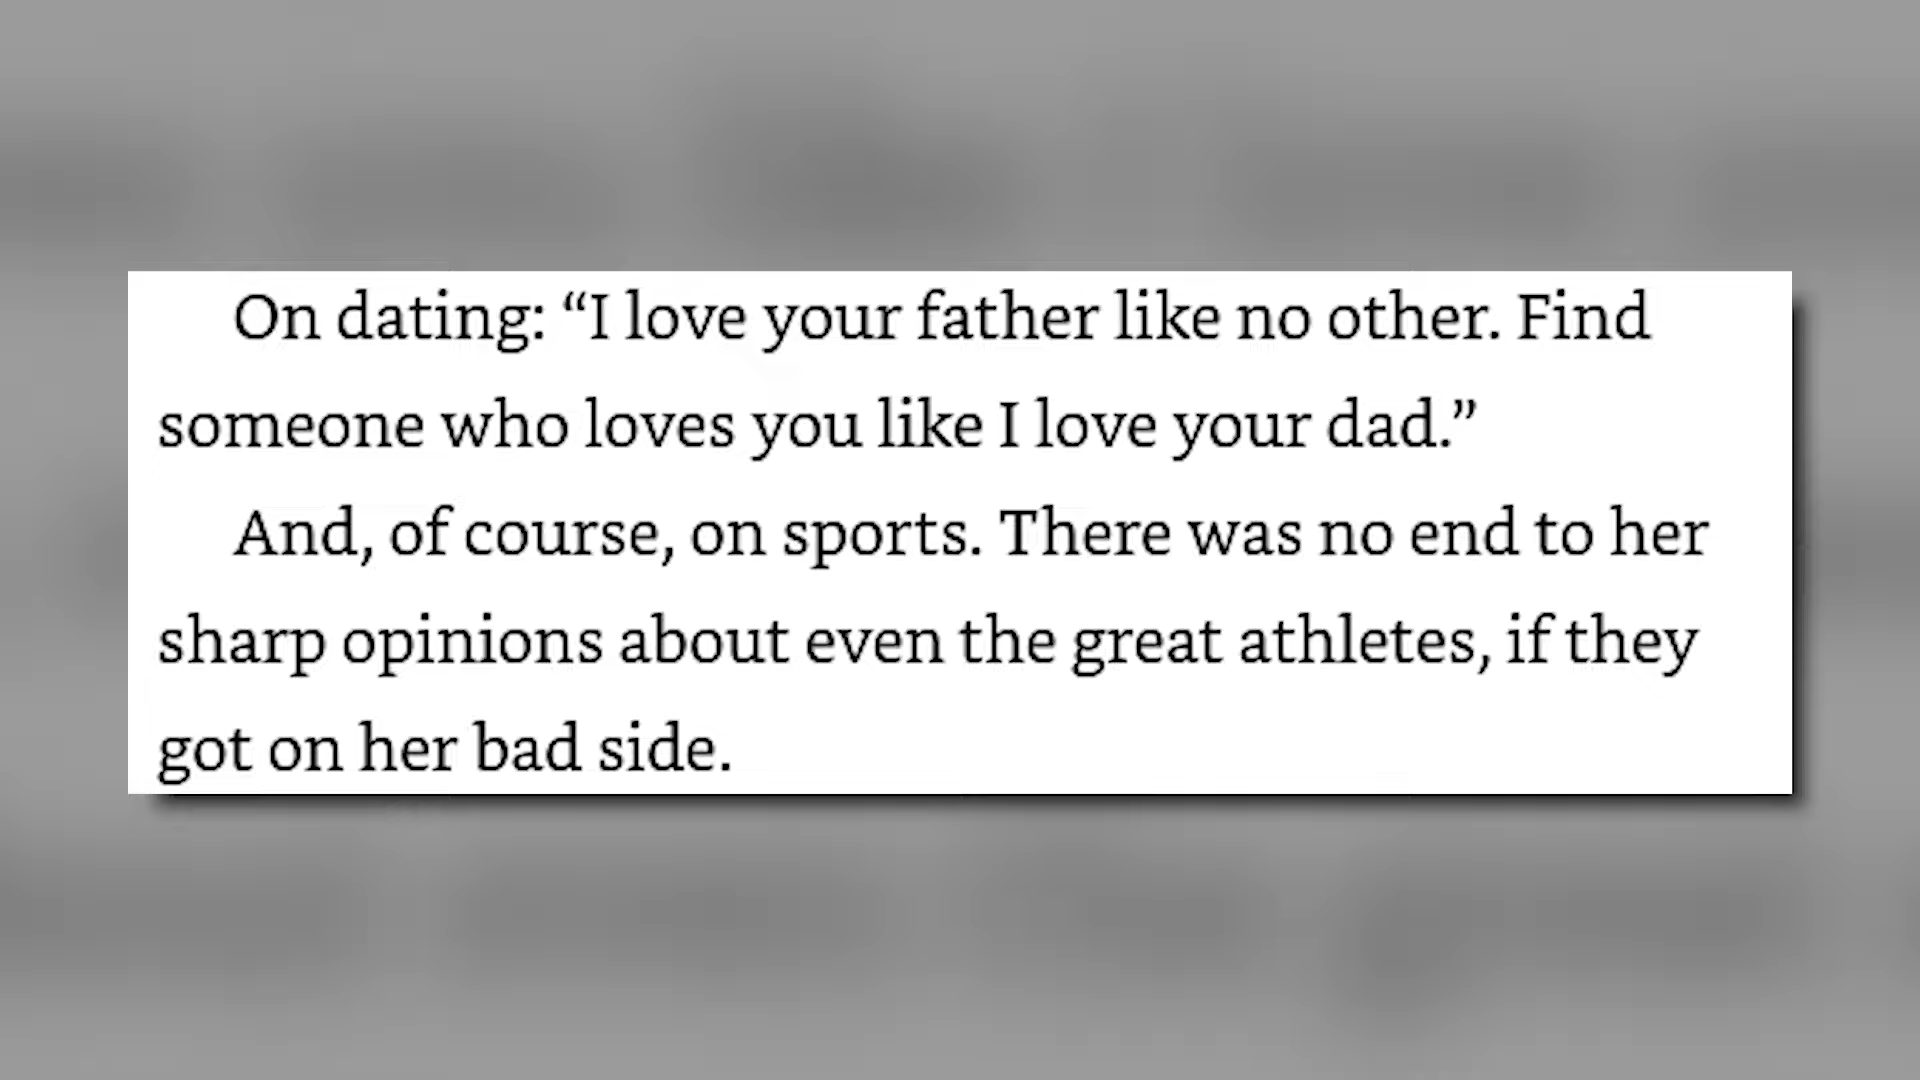 On dating: “I love your father like no other. Find
someone who loves you like I love your dad.”
And, of course, on sports. There was no end to her
sharp opinions about even the great athletes, if they
got on her bad side.